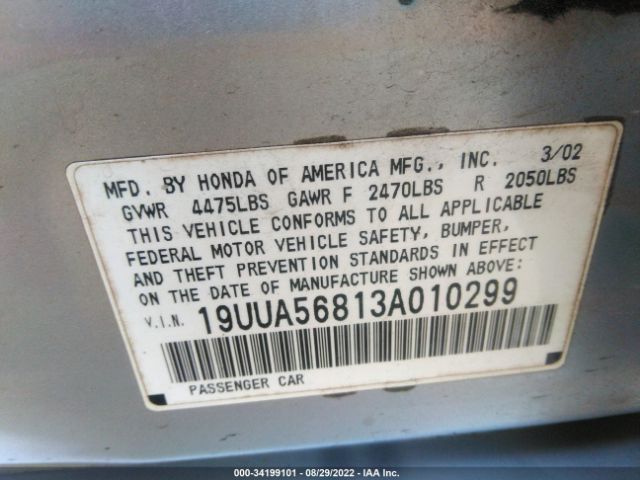 MFD. BY HONDA OF AMERICA MFG., INC. 3/02
GVWR 4475LBS GAWR F 2470LBS R 2050LBS
THIS VEHICLE CONFORMS TO ALL APPLICABLE
FEDERAL MOTOR VEHICLE SAFETY, BUMPER,
AND THEFT PREVENTION STANDARDS IN EFFECT
ON THE DATE OF MANUFACTURE SHOWN ABOVE:
V.I.N. 19UUA56813A010299
PASSENGER CAR
000-34199101 - 08/29/2022 - IAA Inc.